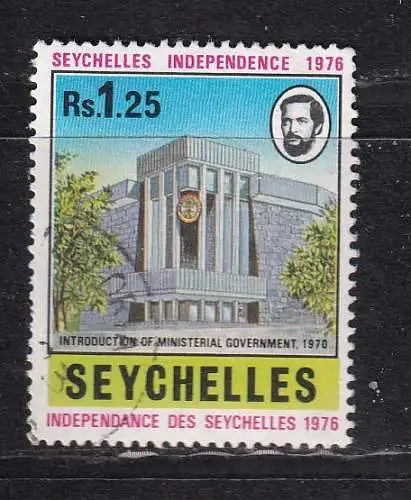 SEYCHELLES INDEPENDENCE 1976
Rs.1.25
INTRODUCTION OF MINISTERIAL GOVERNMENT, 1970
SEYCHELLES
INDEPENDANCE DES SEYCHELLES 1976